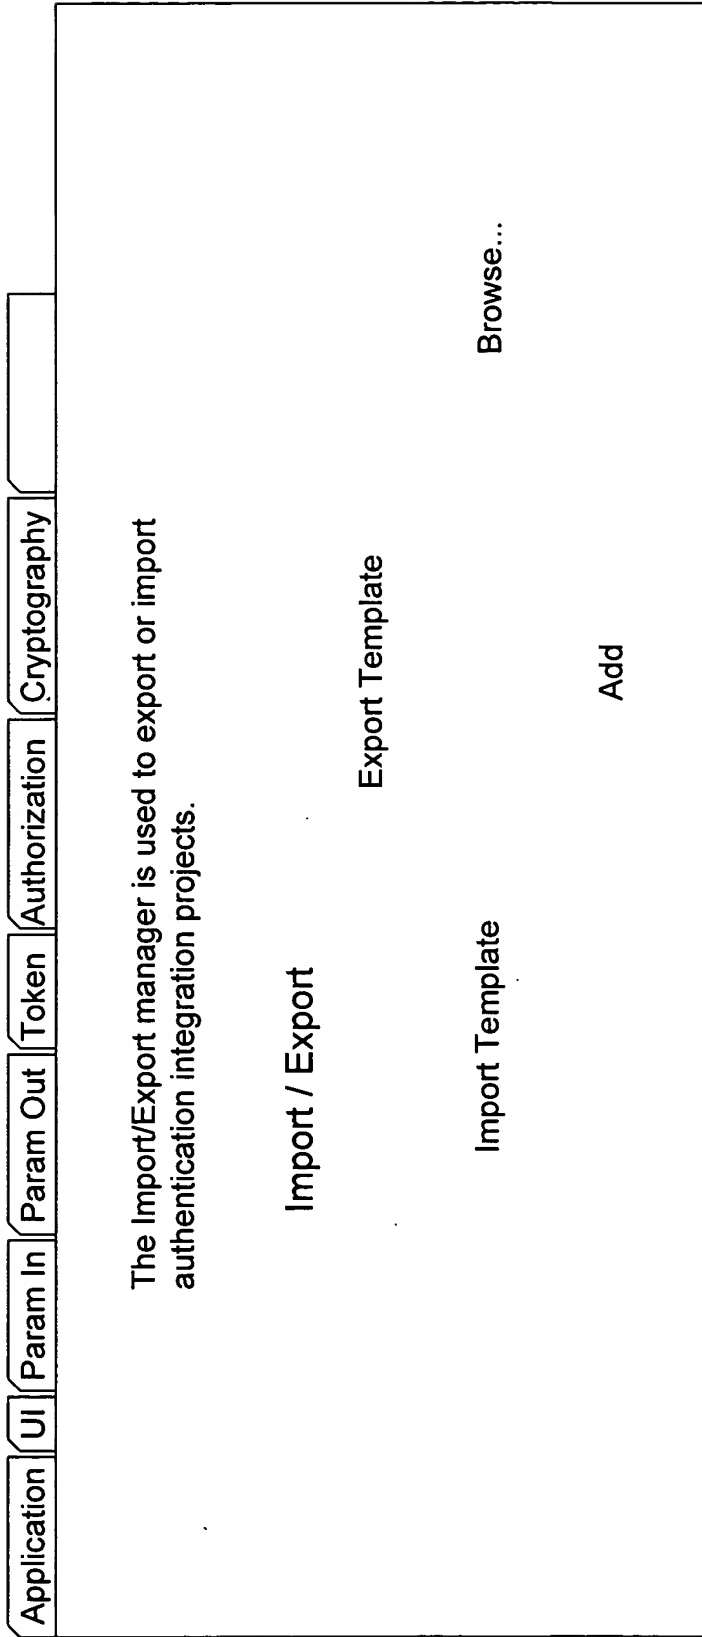 Application
UI
Param In
Param Out
Token
Authorization
Cryptography
The Import/Export manager is used to export or import
authentication integration projects.
Import / Export
Export Template
Import Template
Browse...
Add